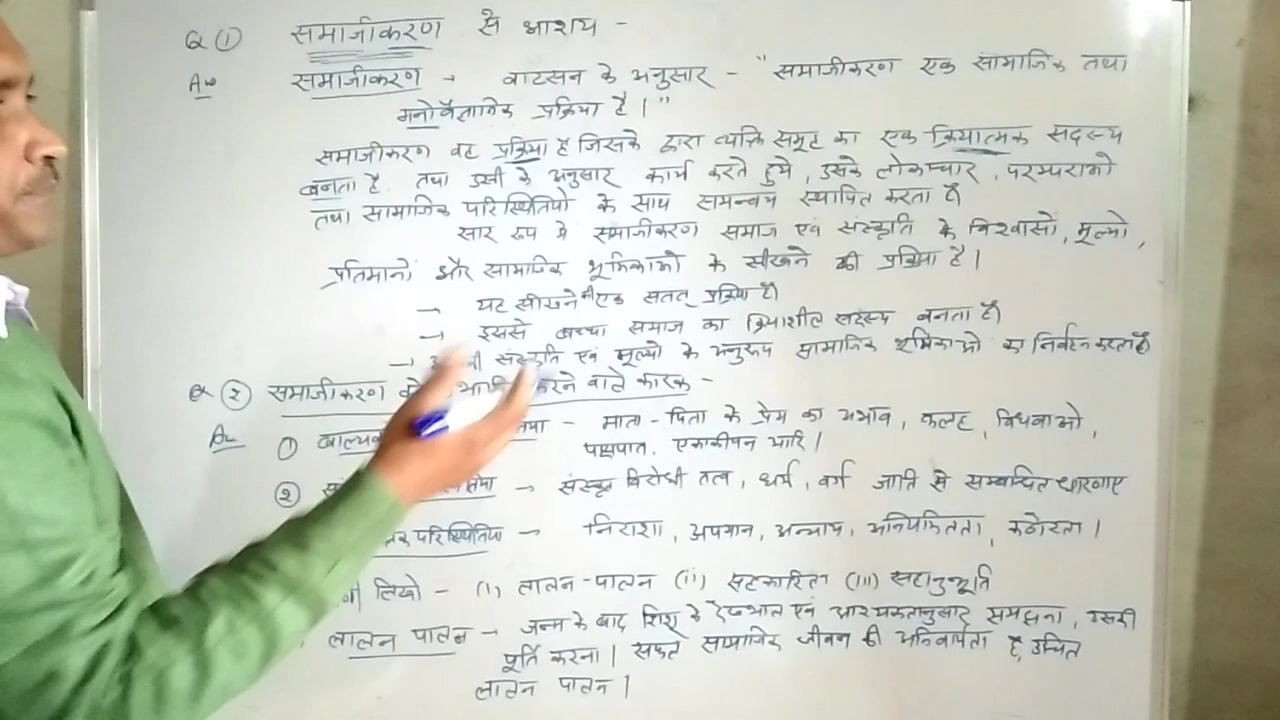 Q ① समाजीकरण से आशय -
समाजीकरण → वाटसन के अनुसार - "समाजीकरण एक सामाजिक तथा
मनोवैज्ञानिक प्रक्रिया है।"
समाजीकरण वह प्रक्रिया है जिसके द्वारा व्यक्ति समूह का एक क्रियात्मक सदस्य
बनता है, तथा उसी के अनुसार कार्य करते हुये, उसके लोकाचार, परम्पराओ
तथा सामाजिक परिस्थितियों के साथ समन्वय स्थापित करता है।
सार रूप मे समाजीकरण समाज एवं संस्कृति के विश्वासों, मूल्यो,
प्रतिमानों और सामाजिक भूमिकाओ के सीखने की प्रक्रिया है।
→ यह सीखने की एक सतत् प्रक्रिया है।
→ इससे बच्चा समाज का क्रियाशील सदस्य बनता है।
→ संस्कृति एवं मूल्यो के अनुरूप सामाजिक भूमिकाओ का निर्वहन करता है
Q ② समाजीकरण को करने वाले कारक -
① - माता-पिता के प्रेम का अभाव, कलह, विधवाओ,
पक्षपात, एकाकीपन आदि।
② → संस्कृति विरोधी तत्व, धर्म, वर्ग जाति से सम्बन्धित धारणाए
परिस्थितियां → निराशा, अपमान, अन्याय, अनियमितता, कठोरता।
लिखो - (i) लालन-पालन (ii) सहकारिता (iii) सहानुभूति
लालन पालन - जन्म के बाद शिशु के देखभाल एवं आवश्यकतानुसार समझना, उसकी
पूर्ति करना। सफल सामाजिक जीवन की अनिवार्यता है, उचित
लालन पालन।